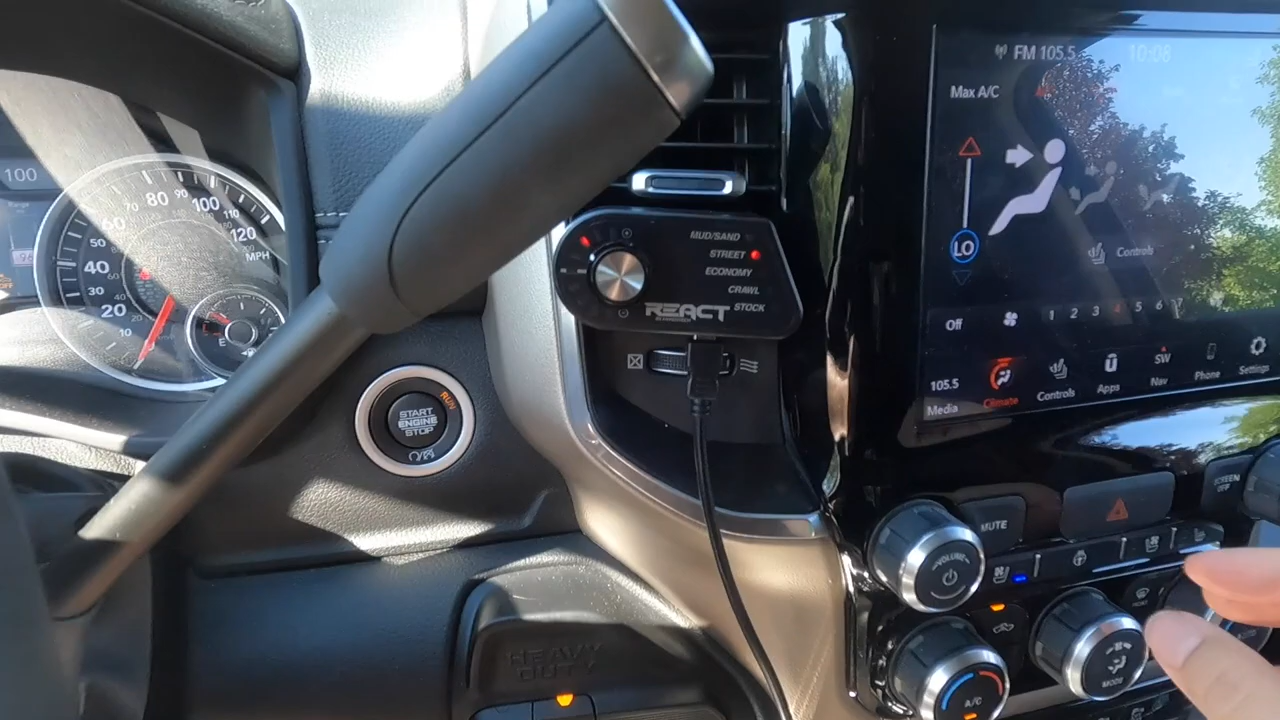 100
10
20
30
40
50
60
70
80
90
100
110
120
MPH
E
START
ENGINE
STOP
RUN
MUD/SAND
STREET
ECONOMY
CRAWL
STOCK
REACT
HEAVY
DUTY
FM 105.5
10:08
Max A/C
LO
Controls
Off
1 2 3 4 5 6 7
105.5
Media
Climate
Controls
Apps
SW
Nav
Phone
Settings
MUTE
SCREEN
OFF
VOLUME
A/C
MODE